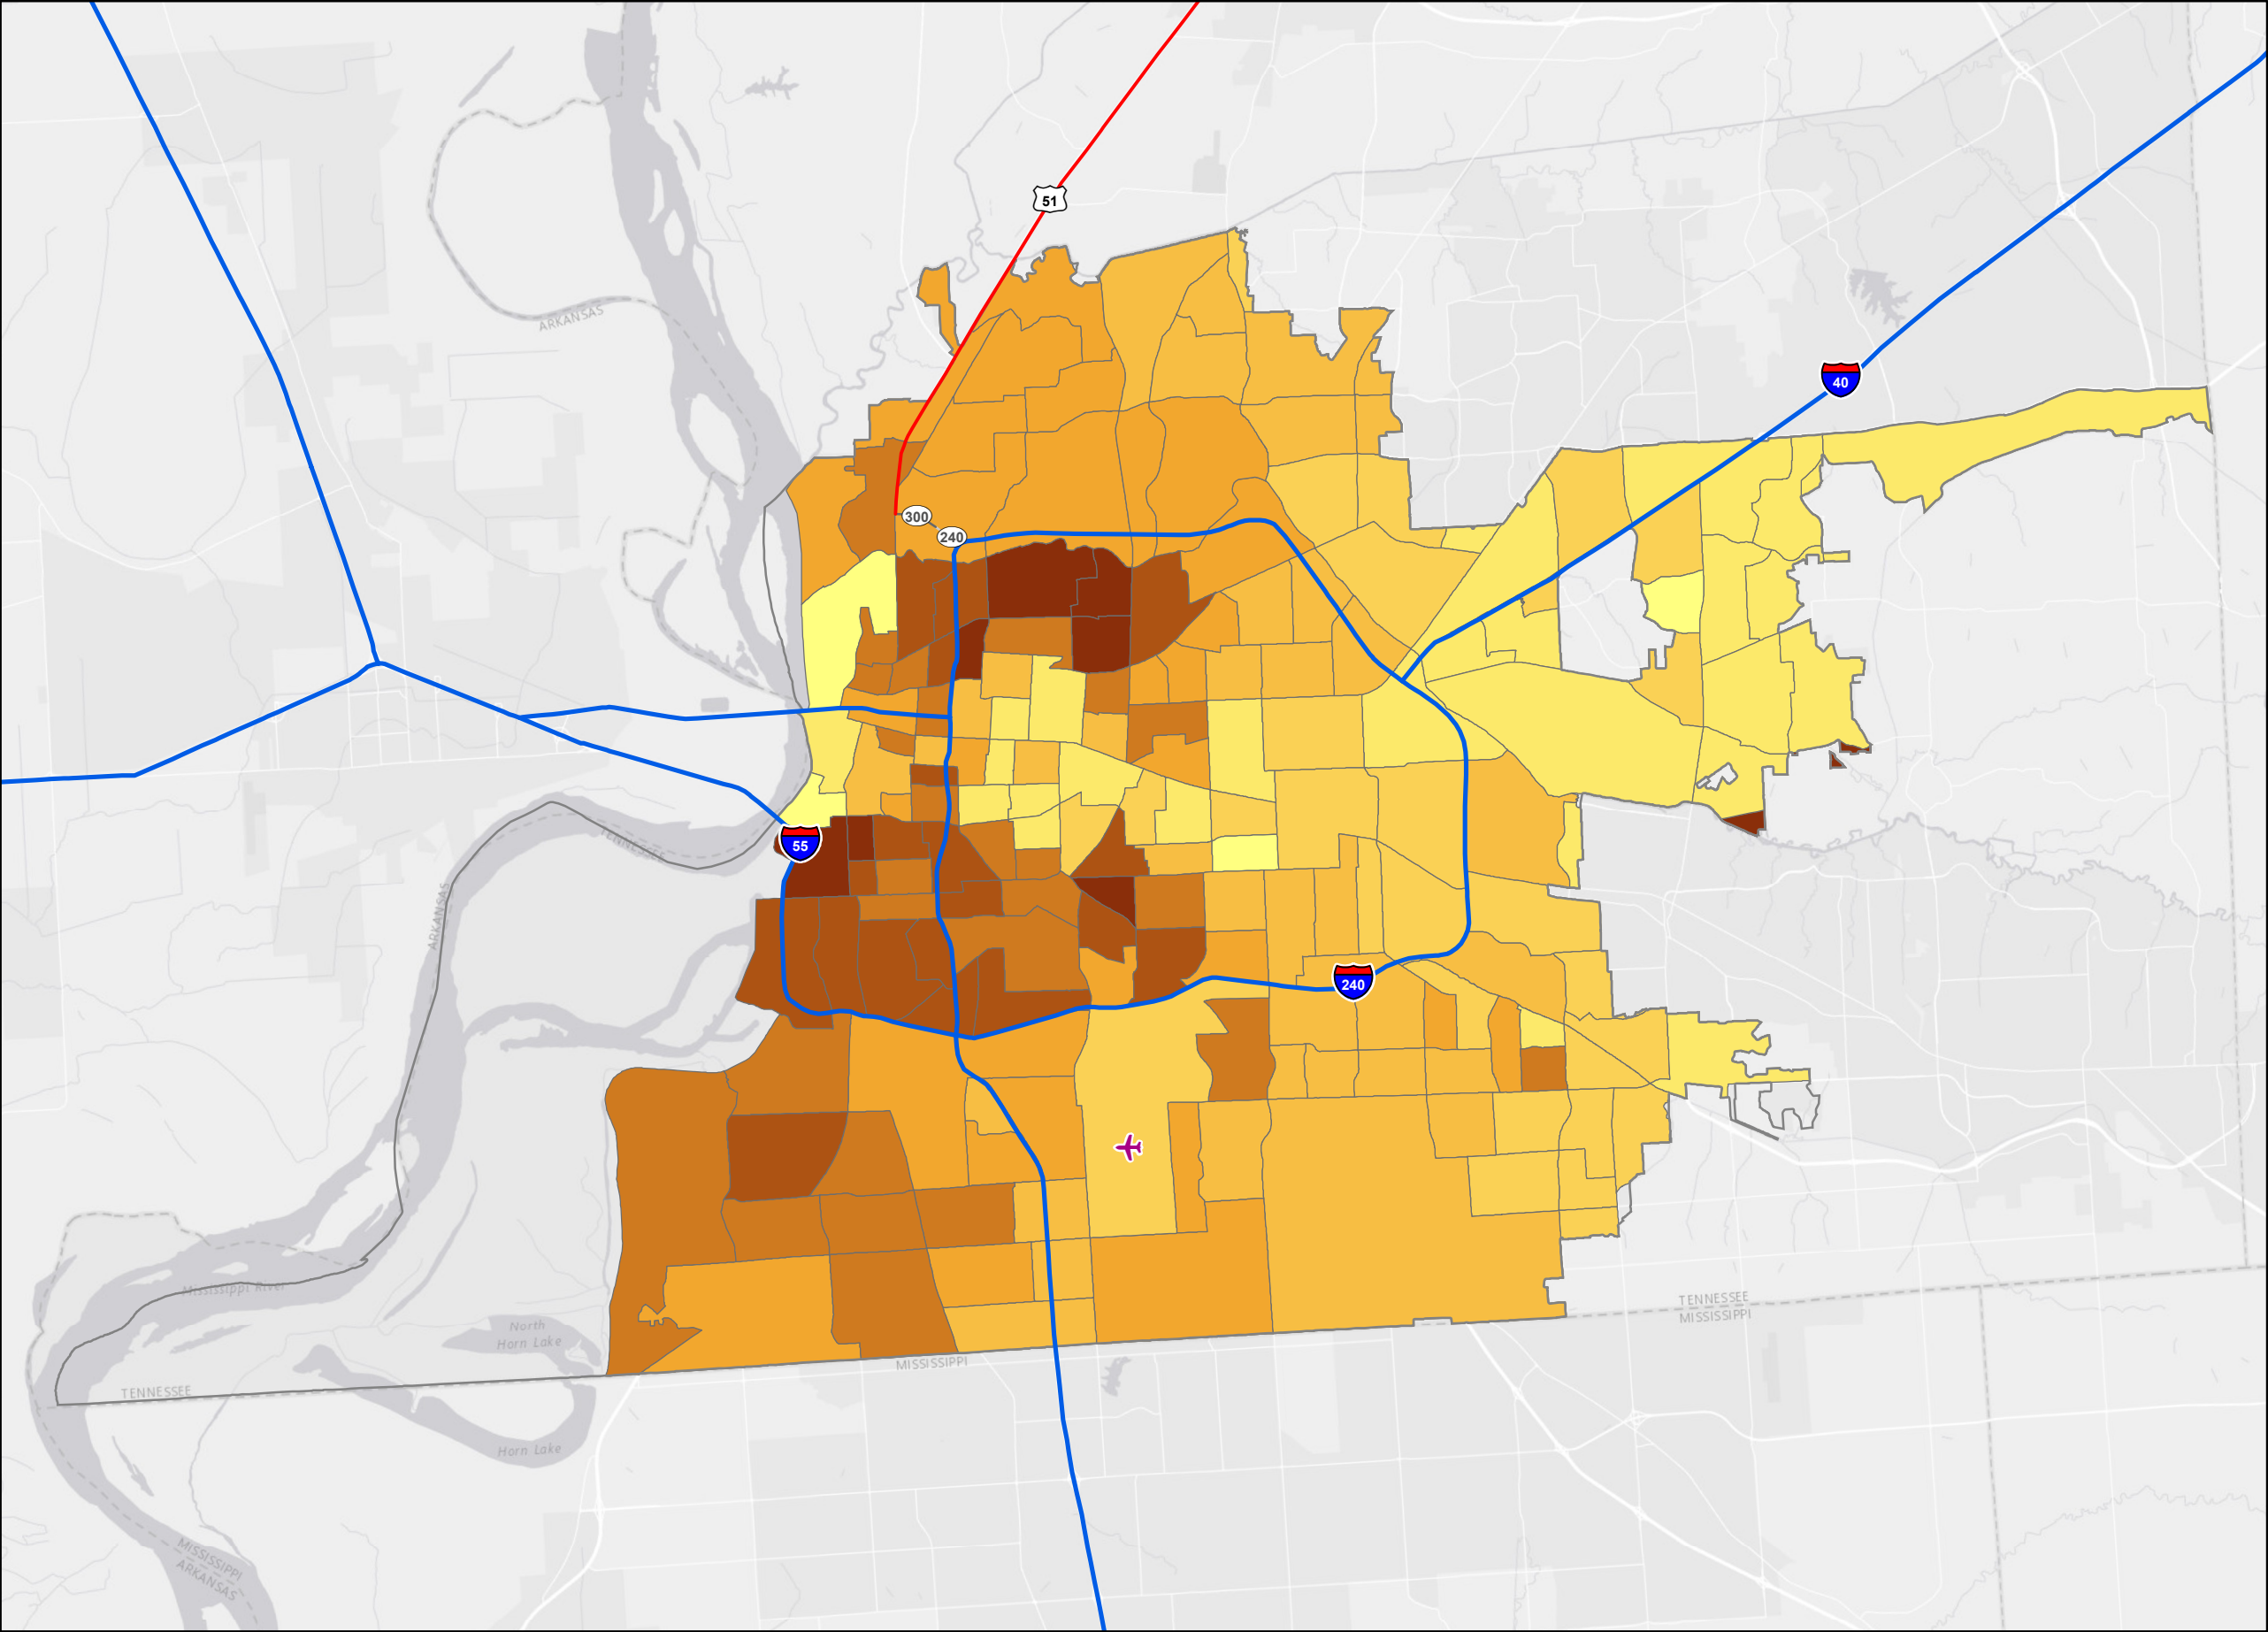 51
ARKANSAS
40
300
240
TENNESSEE
55
ARKANSAS
240
Mississippi River
TENNESSEE
MISSISSIPPI
North
Horn Lake
MISSISSIPPI
TENNESSEE
Horn Lake
MISSISSIPPI
ARKANSAS